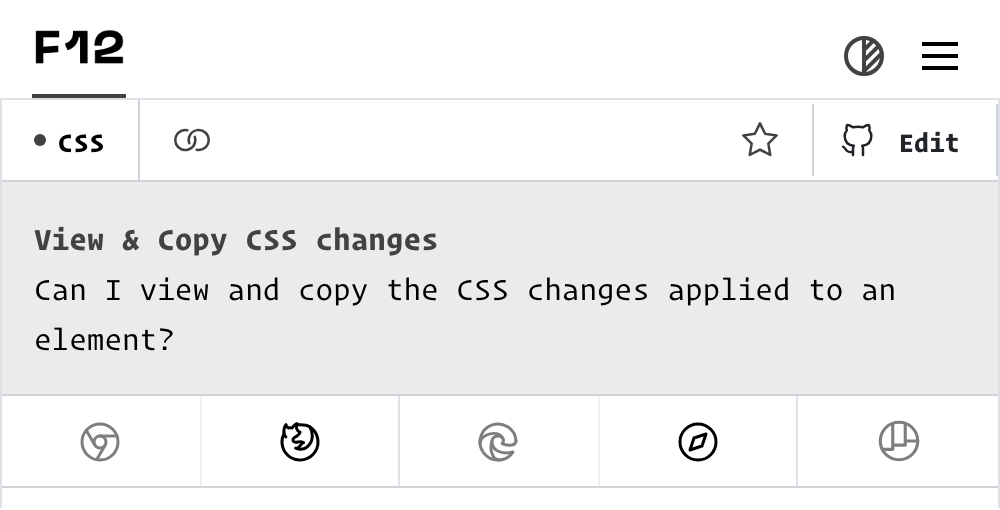 F12
CSS
Edit
View & Copy CSS changes
Can I view and copy the CSS changes applied to an
element?